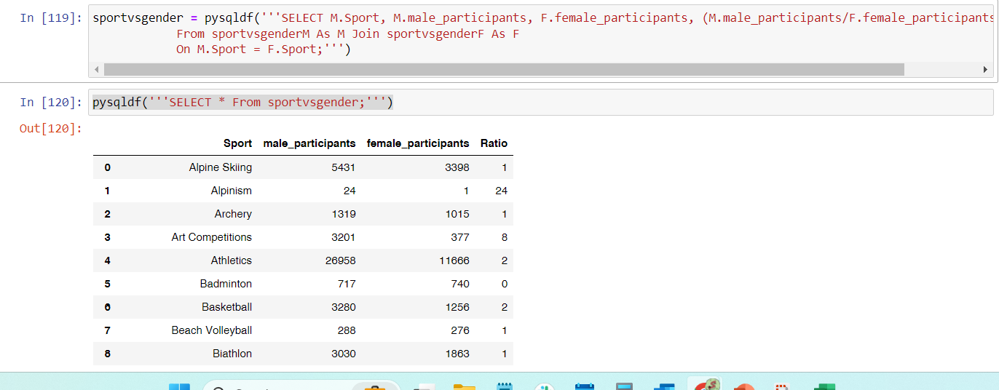 In [119]: sportvsgender = pysqldf('''SELECT M.Sport, M.male_participants, F.female_participants, (M.male_participants/F.female_participants
From sportvsgenderM As M Join sportvsgenderF As F
On M.Sport = F.Sport;''')
In [120]: pysqldf('''SELECT * From sportvsgender;''')
Out[120]:
Sport male_participants female_participants Ratio
0 Alpine Skiing 5431 3398 1
1 Alpinism 24 1 24
2 Archery 1319 1015 1
3 Art Competitions 3201 377 8
4 Athletics 26958 11666 2
5 Badminton 717 740 0
6 Basketball 3280 1256 2
7 Beach Volleyball 288 276 1
8 Biathlon 3030 1863 1